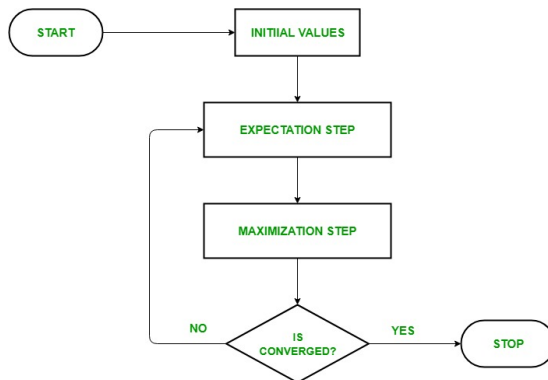 START
INITIIAL VALUES
EXPECTATION STEP
MAXIMIZATION STEP
NO
IS
CONVERGED?
YES
STOP